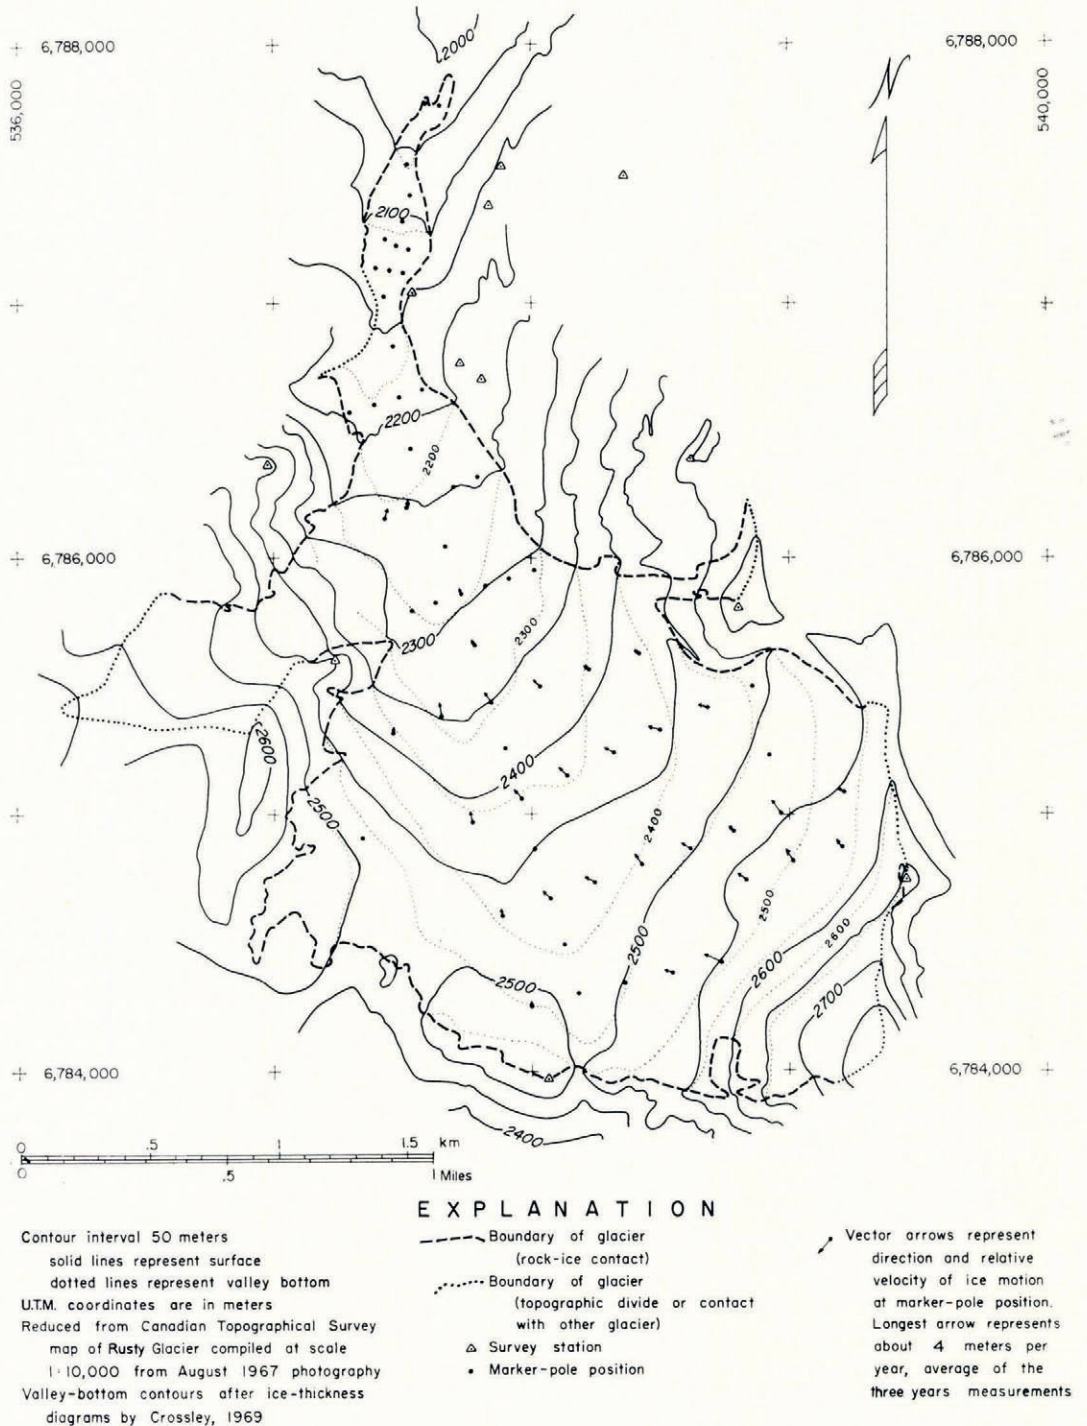 2000
6,788,000
6,788,000
N
536,000
540,000
2100
2200
2200
6,786,000
6,786,000
2300
2300
2600
2400
2500
2400
2500
2500
2600
2600
2500
2700
6,784,000
6,784,000
2400
0 .5 1 1.5 km
0 .5 1 Miles
EXPLANATION
Contour interval 50 meters
solid lines represent surface
dotted lines represent valley bottom
U.T.M. coordinates are in meters
Reduced from Canadian Topographical Survey
map of Rusty Glacier compiled at scale
1:10,000 from August 1967 photography
Valley-bottom contours after ice-thickness
diagrams by Crossley, 1969
Boundary of glacier
(rock-ice contact)
Boundary of glacier
(topographic divide or contact
with other glacier)
Survey station
Marker-pole position
Vector arrows represent
direction and relative
velocity of ice motion
at marker-pole position.
Longest arrow represents
about 4 meters per
year, average of the
three years measurements